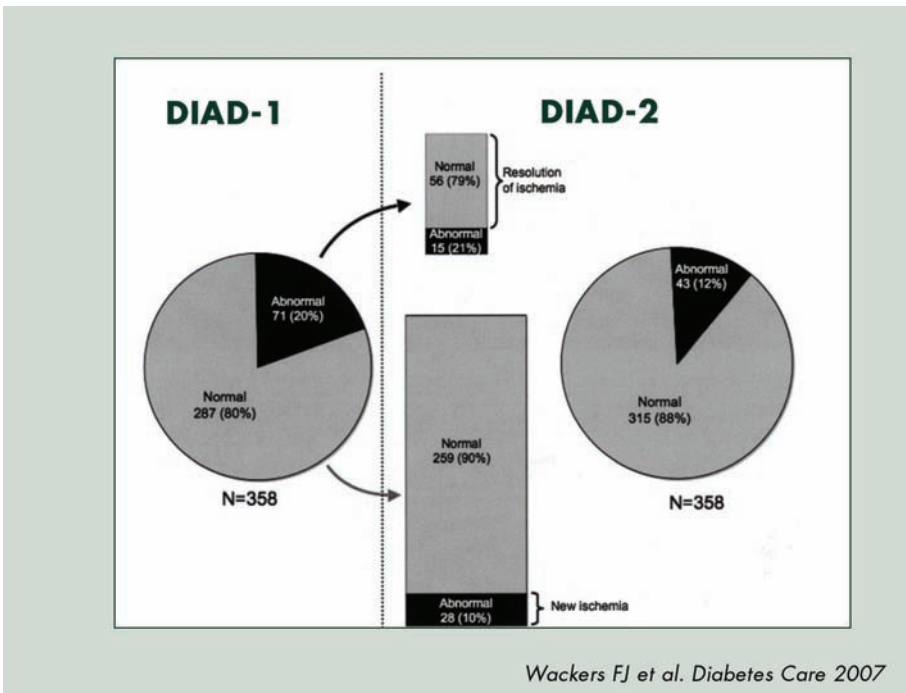 DIAD-1
DIAD-2
Normal
56 (79%)
Resolution
of ischemia
Abnormal
15 (21%)
Abnormal
71 (20%)
Normal
287 (80%)
N=358
Abnormal
43 (12%)
Normal
315 (88%)
N=358
Normal
259 (90%)
Abnormal
28 (10%)
New ischemia
Wackers FJ et al. Diabetes Care 2007